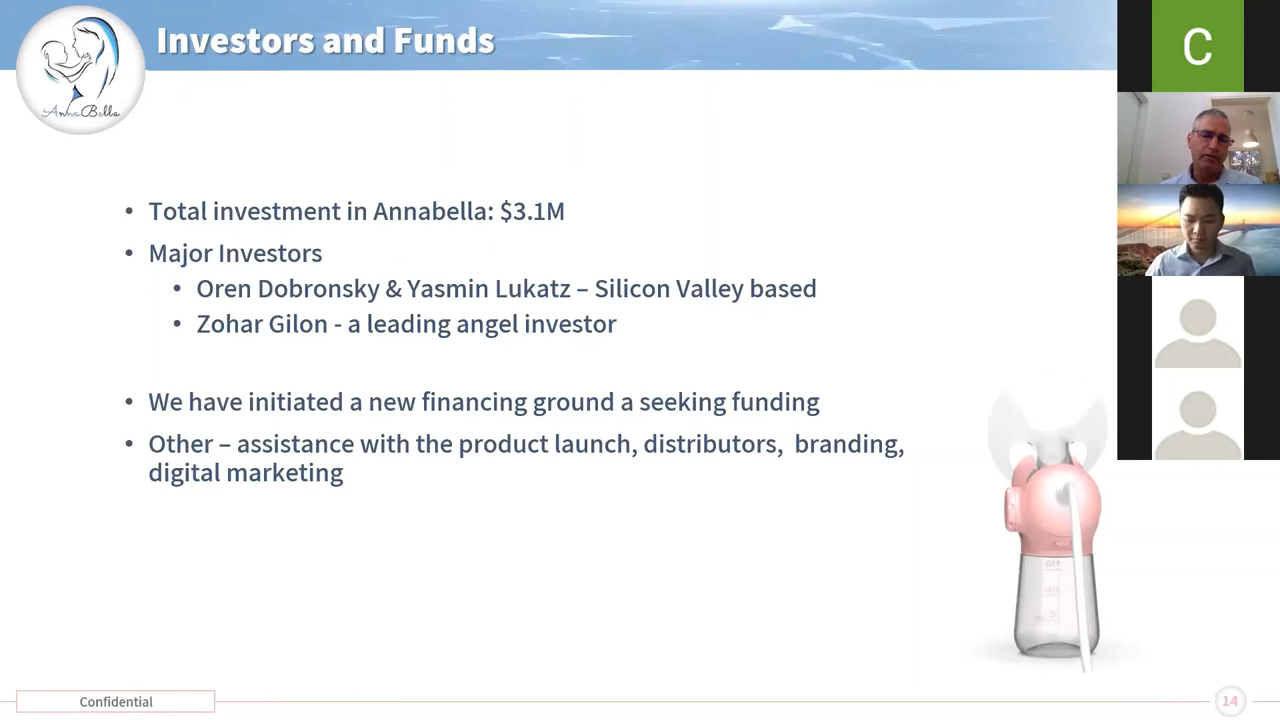 Investors and Funds
AnnaBella
• Total investment in Annabella: $3.1M
• Major Investors
• Oren Dobronsky & Yasmin Lukatz – Silicon Valley based
• Zohar Gilon - a leading angel investor
• We have initiated a new financing ground a seeking funding
• Other – assistance with the product launch, distributors, branding,
digital marketing
Confidential
14
C